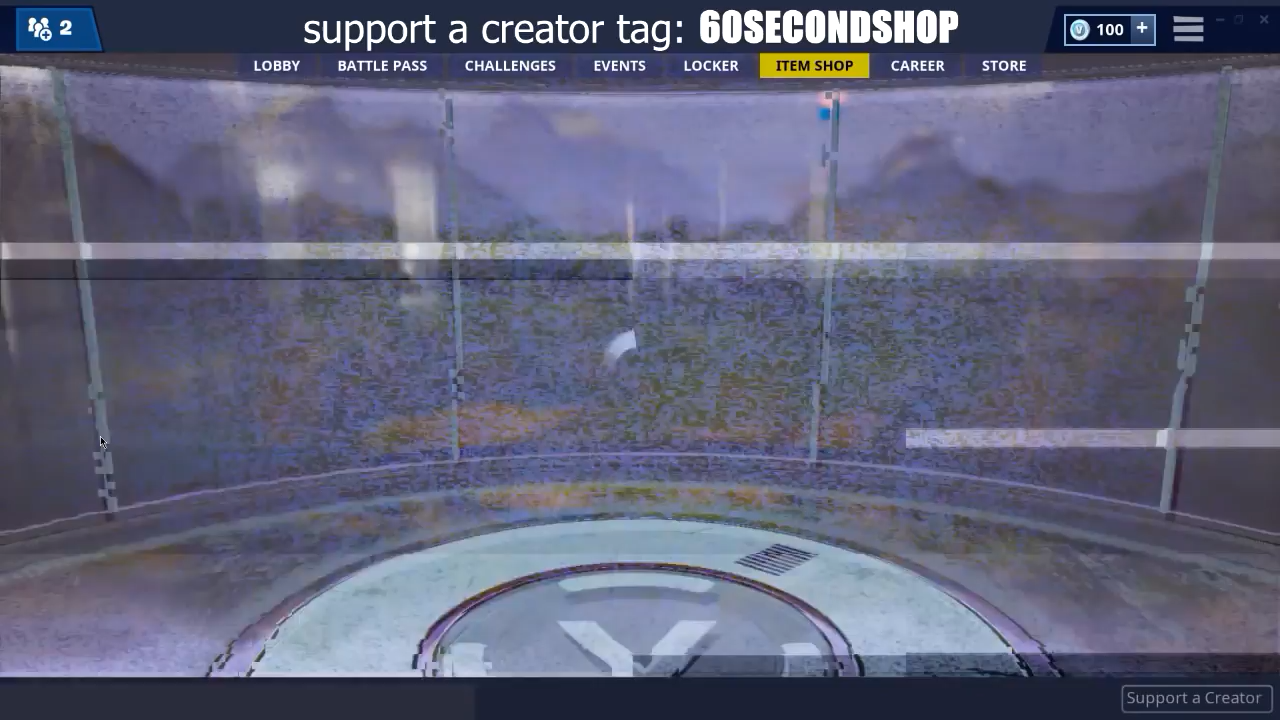 2
support a creator tag: 60SECONDSHOP
V 100 +
LOBBY BATTLE PASS CHALLENGES EVENTS LOCKER ITEM SHOP CAREER STORE
Support a Creator